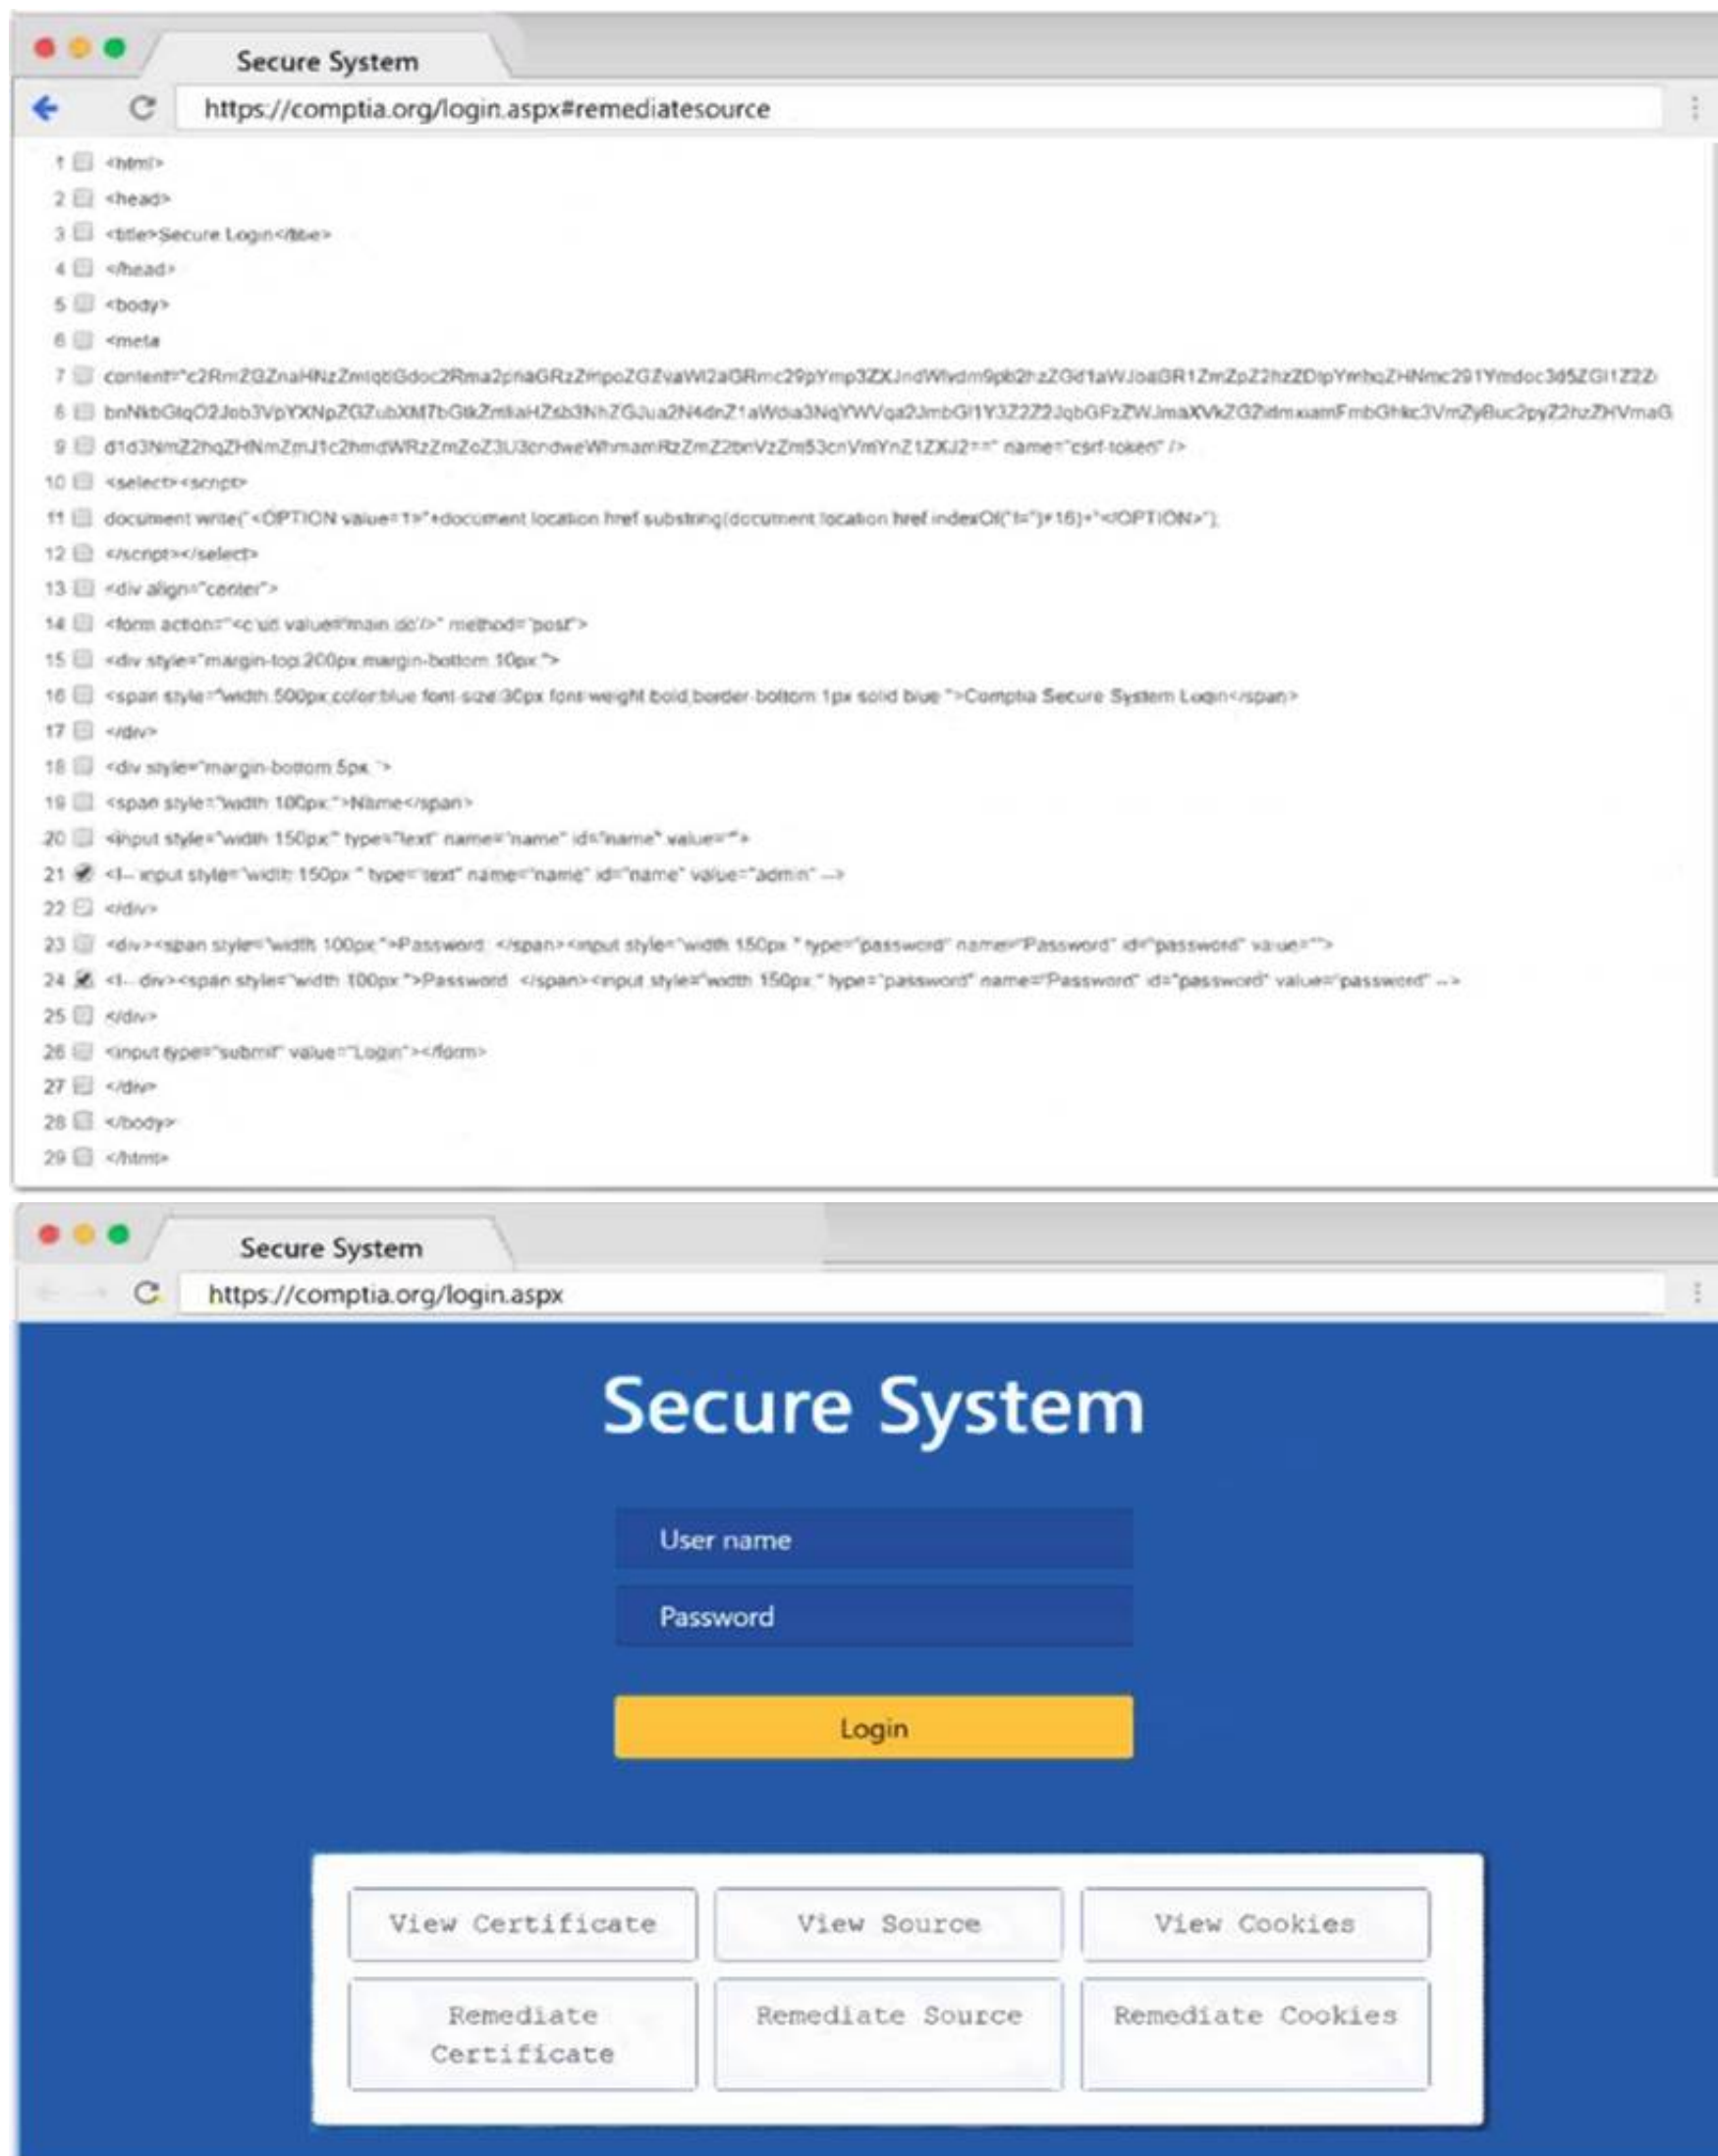 Secure System
https://comptia.org/login.aspx#remediatesource
1 <html>
2 <head>
3 <title>Secure Login</title>
4 </head>
5 <body>
6 <meta
7 content="
8
9 name="csrf-token" />
10 <select><script>
11 document.write("<OPTION value=1>"+document.location.href.substring(document.location.href.indexOf("=")+16)+"</OPTION>");
12 </script></select>
13 <div align="center">
14 <form action="<c:url value='main.do'/>" method="post">
15 <div style="margin-top:200px;margin-bottom:10px;">
16 <span style="width:500px;color:blue;font-size:30px;font-weight:bold;border-bottom:1px solid blue;">Comptia Secure System Login</span>
17 </div>
18 <div style="margin-bottom:5px;">
19 <span style="width:100px;">Name</span>
20 <input style="width:150px;" type="text" name="name" id="name" value="">
21 <!-- input style="width:150px;" type="text" name="name" id="name" value="admin" -->
22 </div>
23 <div><span style="width:100px;">Password: </span><input style="width:150px;" type="password" name="Password" id="password" value="">
24 <!-- div><span style="width:100px;">Password: </span><input style="width:150px;" type="password" name="Password" id="password" value="password" -->
25 </div>
26 <input type="submit" value="Login"></form>
27 </div>
28 </body>
29 </html>
Secure System
https://comptia.org/login.aspx
Secure System
User name
Password
Login
View Certificate
View Source
View Cookies
Remediate
Certificate
Remediate Source
Remediate Cookies